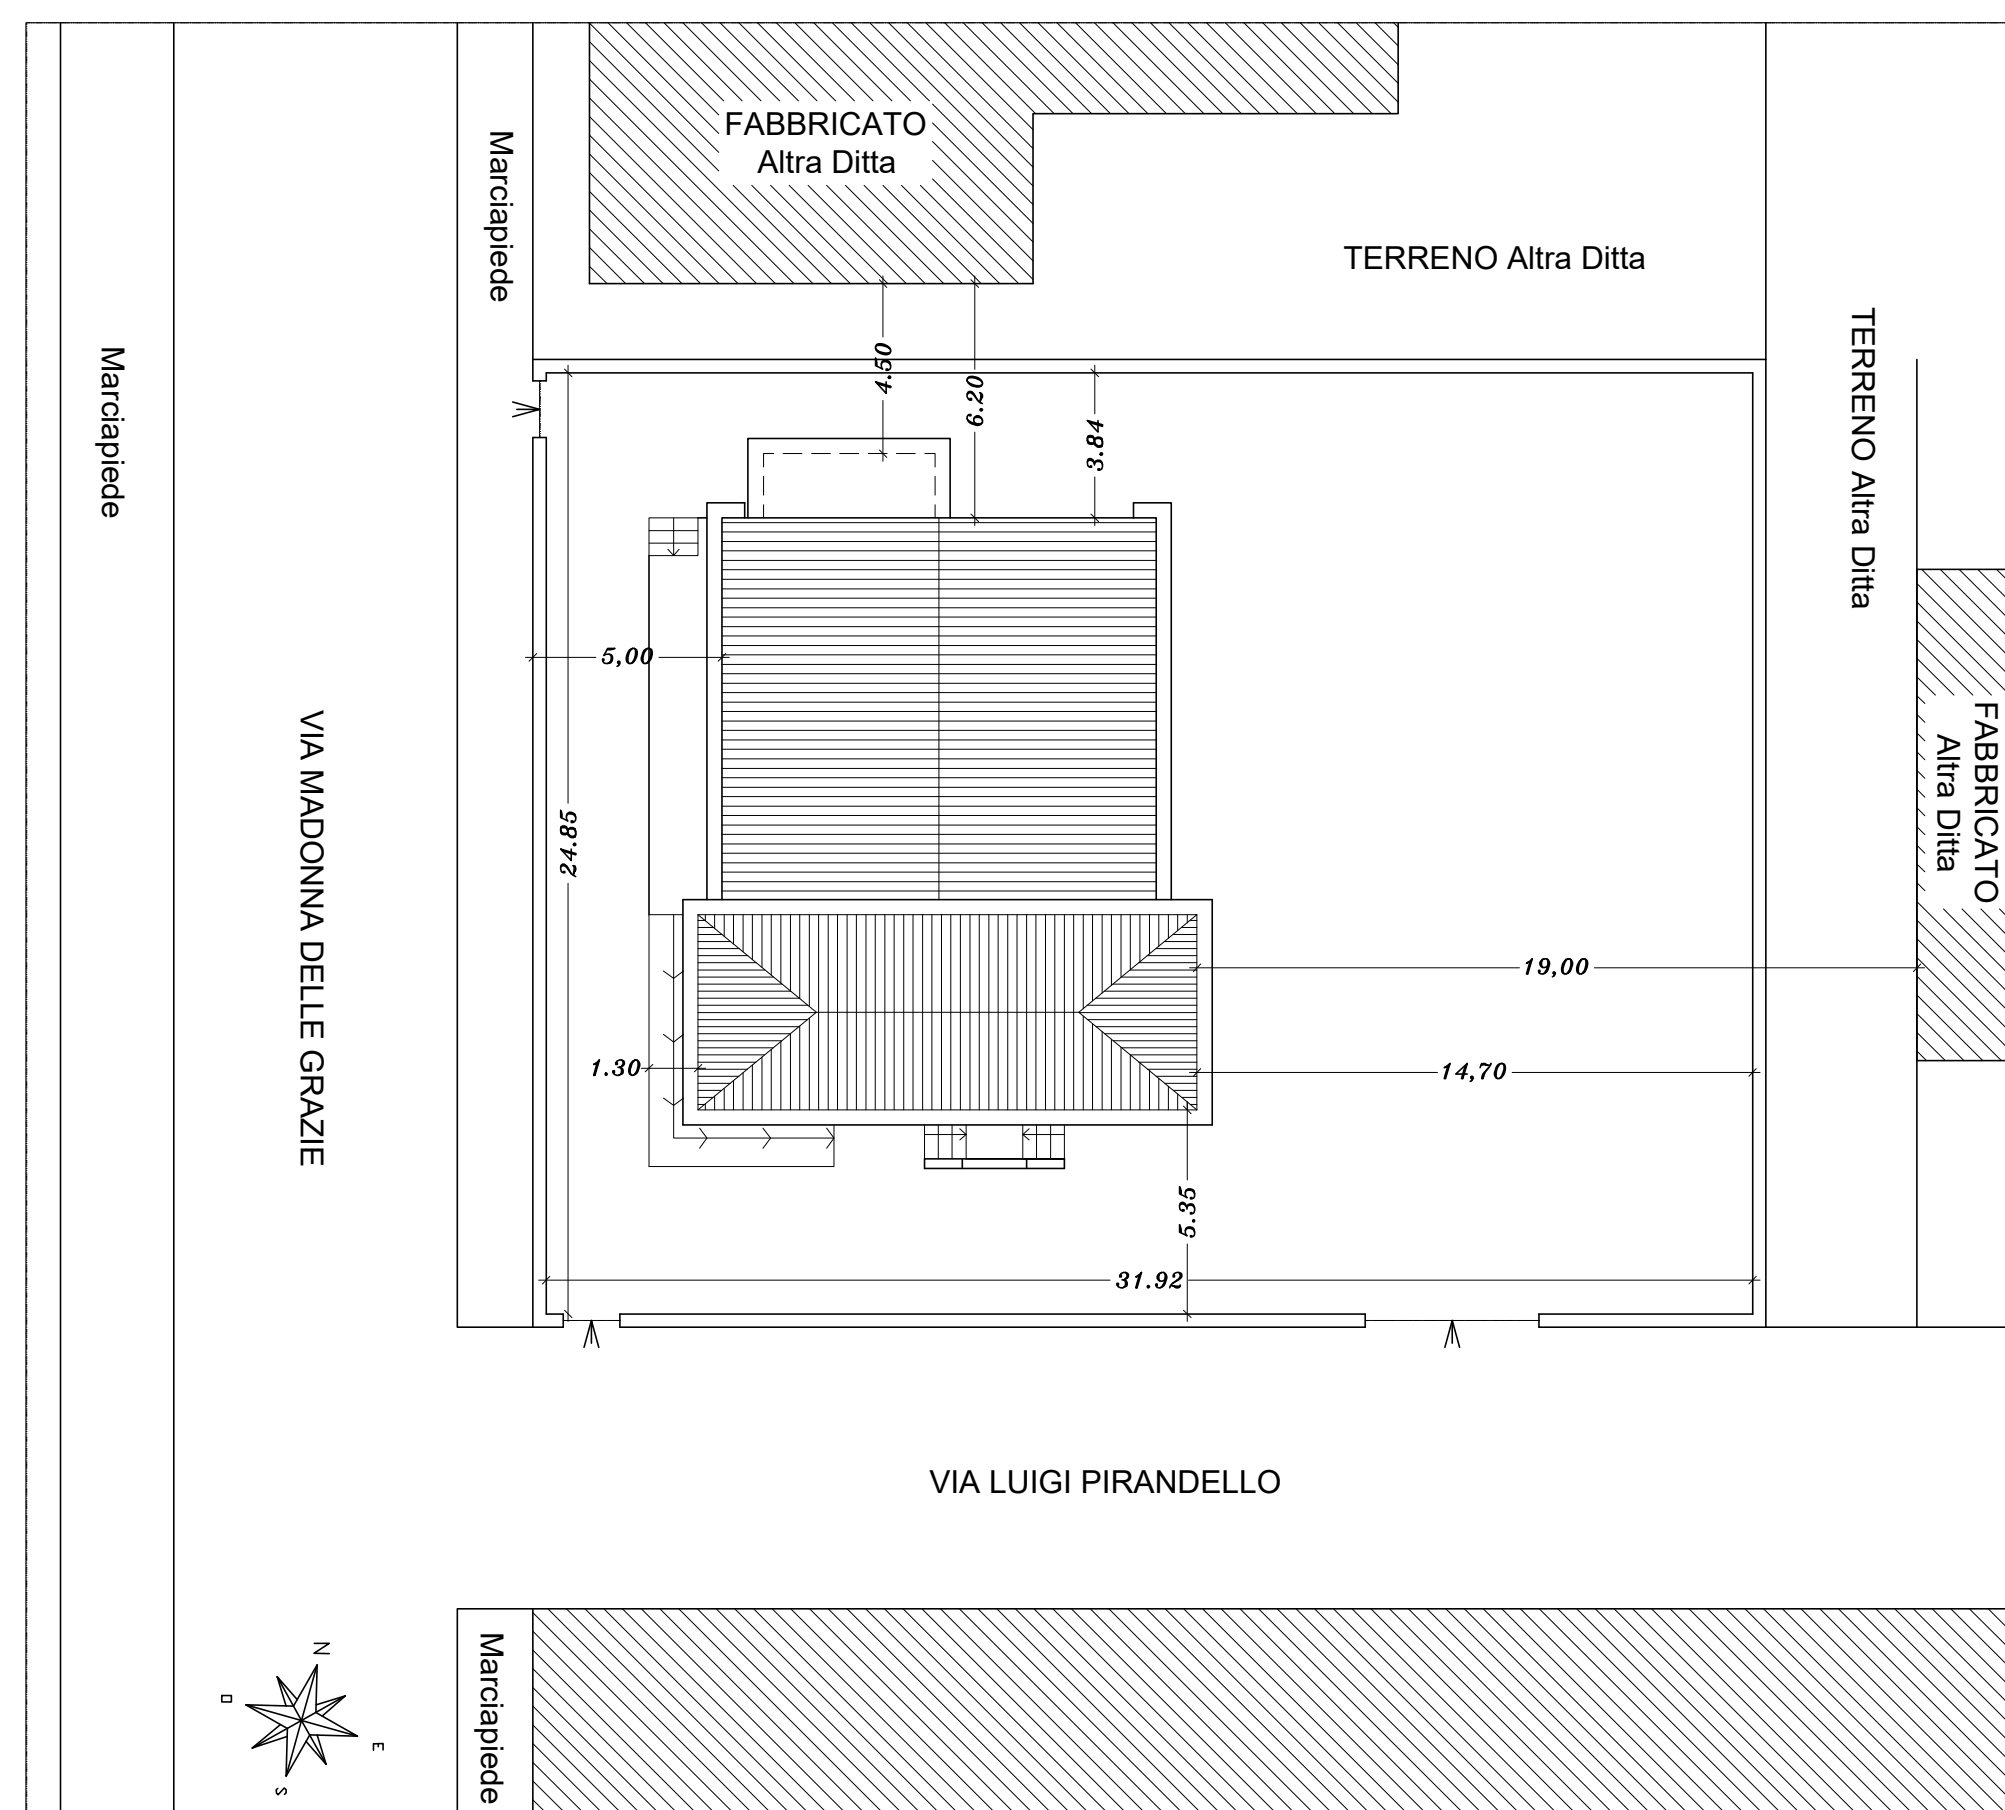 FABBRICATO
Altra Ditta
Marciapiede
TERRENO Altra Ditta
TERRENO Altra Ditta
Marciapiede
4.50
6.20
3.84
5,00
FABBRICATO
Altra Ditta
VIA MADONNA DELLE GRAZIE
24.85
19,00
1.30
14,70
5.35
31.92
VIA LUIGI PIRANDELLO
Marciapiede
N
O
E
S